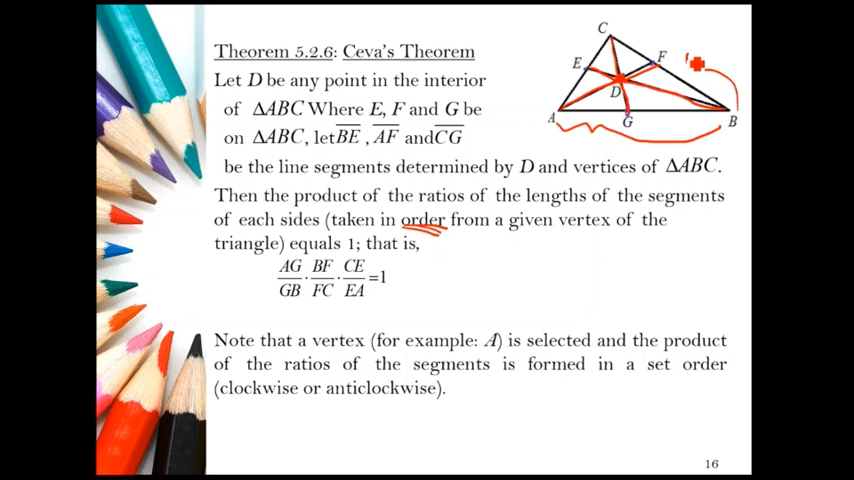 Theorem 5.2.6: Ceva's Theorem
Let D be any point in the interior
of ΔABC. Where E, F and G be
on ΔABC, let BE , AF and CG
be the line segments determined by D and vertices of ΔABC.
Then the product of the ratios of the lengths of the segments
of each sides (taken in order from a given vertex of the
triangle) equals 1; that is,
AG/GB · BF/FC · CE/EA =1
Note that a vertex (for example: A) is selected and the product
of the ratios of the segments is formed in a set order
(clockwise or anticlockwise).
C
E
F
D
A
G
B
16